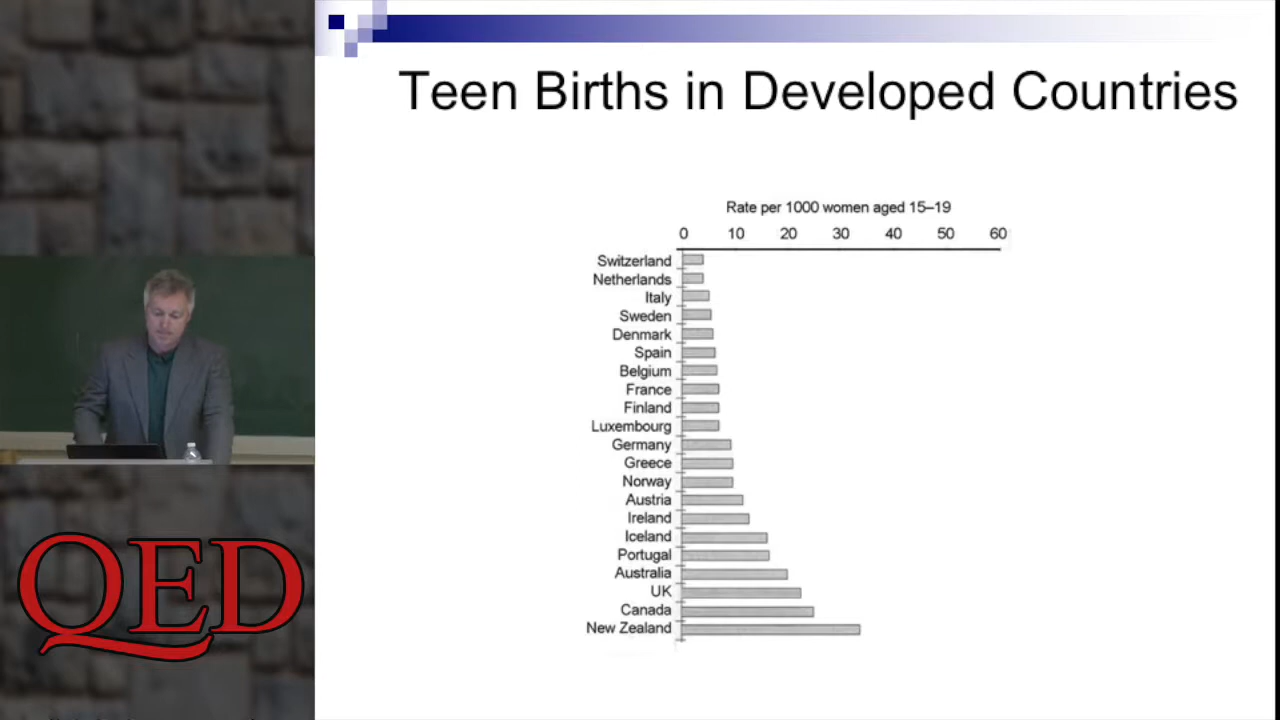 Teen Births in Developed Countries
Rate per 1000 women aged 15–19
0 10 20 30 40 50 60
Switzerland
Netherlands
Italy
Sweden
Denmark
Spain
Belgium
France
Finland
Luxembourg
Germany
Greece
Norway
Austria
Ireland
Iceland
Portugal
Australia
UK
Canada
New Zealand
QED